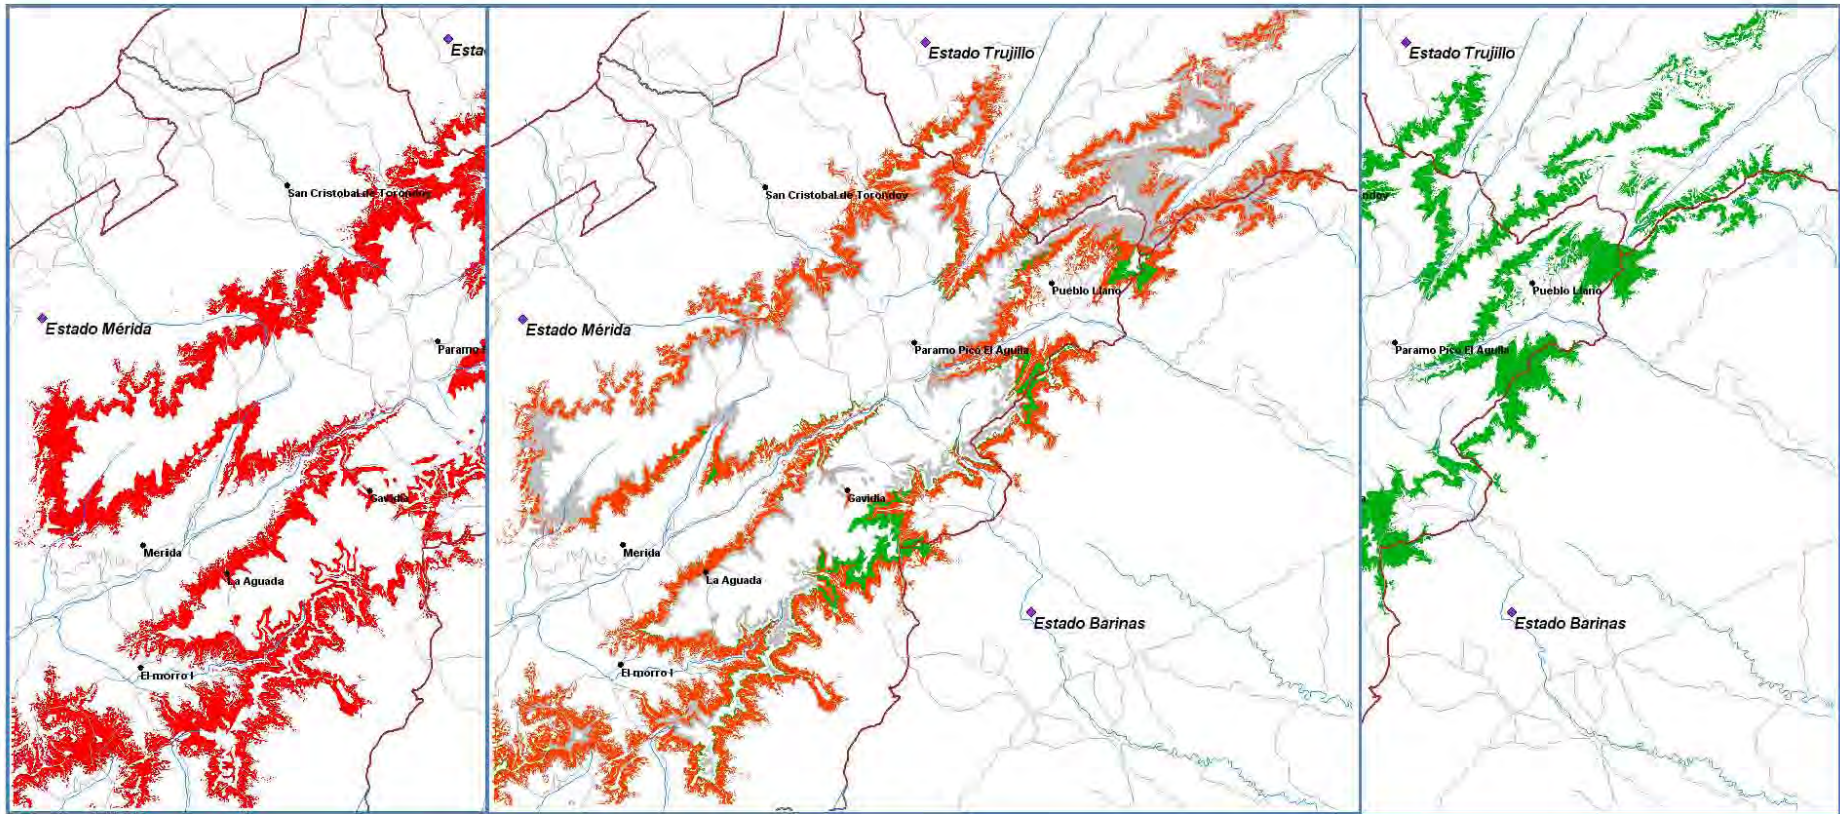 Esta
San Cristobal de Torondoy
Estado Mérida
Paramo
Gavidia
Merida
La Aguada
El morro I
Estado Trujillo
San Cristobal de Torondoy
Pueblo Llano
Estado Mérida
Paramo Pico El Aguila
Gavidia
Merida
La Aguada
Estado Barinas
El morro I
Estado Trujillo
ndoy
Pueblo Llano
Paramo Pico El Aguila
a
Estado Barinas